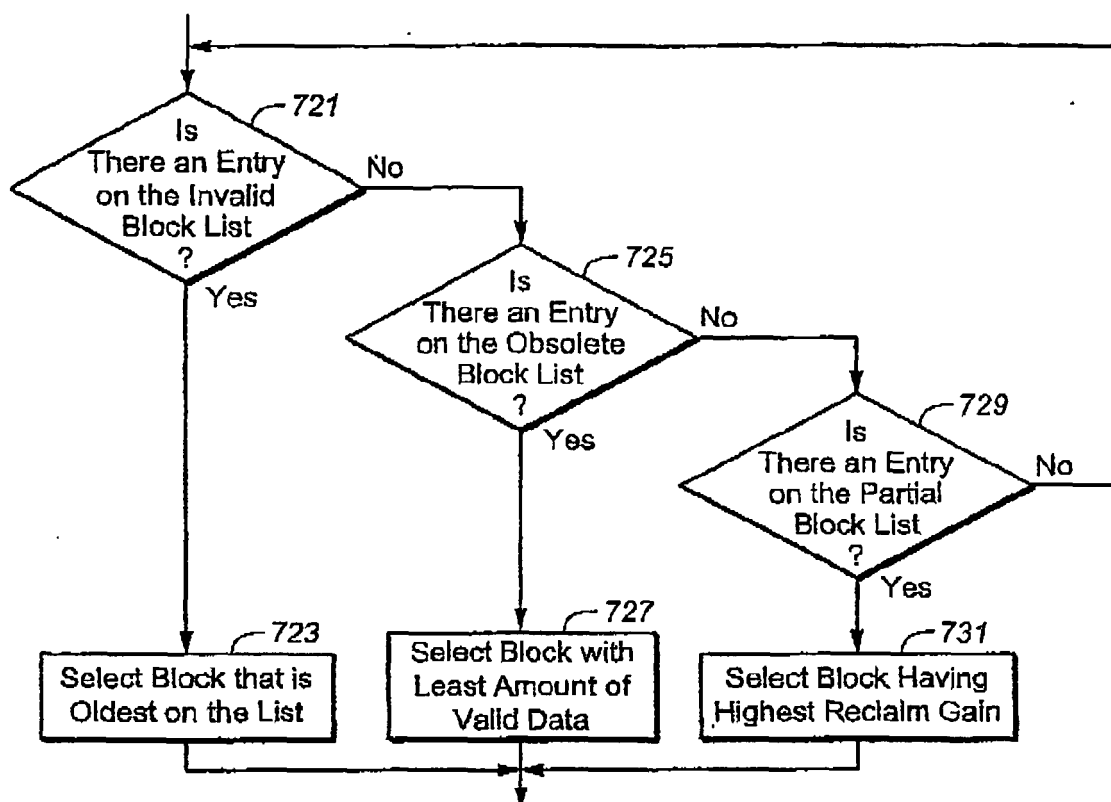 721
Is
There an Entry
on the Invalid
Block List
?
No
Yes
725
Is
There an Entry
on the Obsolete
Block List
?
No
Yes
729
Is
There an Entry
on the Partial
Block List
?
No
Yes
723
Select Block that is
Oldest on the List
727
Select Block with
Least Amount of
Valid Data
731
Select Block Having
Highest Reclaim Gain